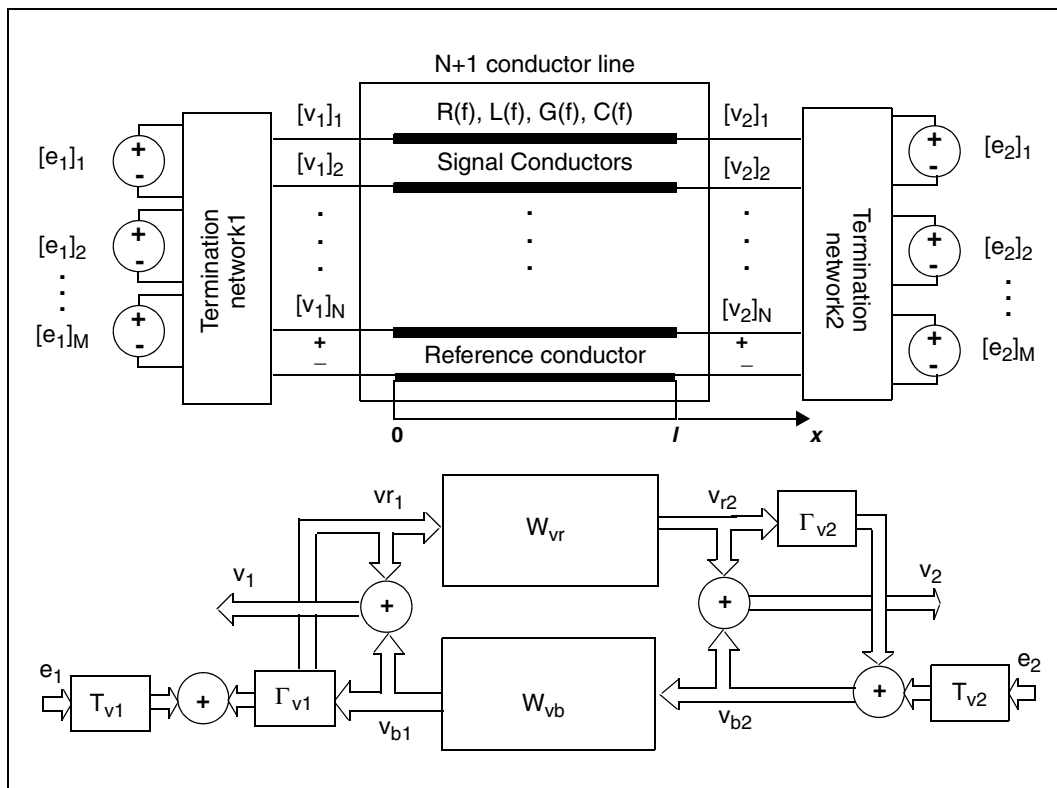 N+1 conductor line
[v₁]₁ R(f), L(f), G(f), C(f) [v₂]₁
[e₁]₁ + - [v₁]₂ Signal Conductors [v₂]₂ + - [e₂]₁
[e₁]₂ + - . . . . . . . . . + - [e₂]₂
. . . Termination network1 Termination network2 . . .
[e₁]M + - [v₁]N [v₂]N + - [e₂]M
+ − Reference conductor + −
0 l x
vr₁ Wvr vr2 Γv2
v₁ + + v₂
e₁ e₂
Tv1 + Γv1 Wvb + Tv2
vb1 vb2